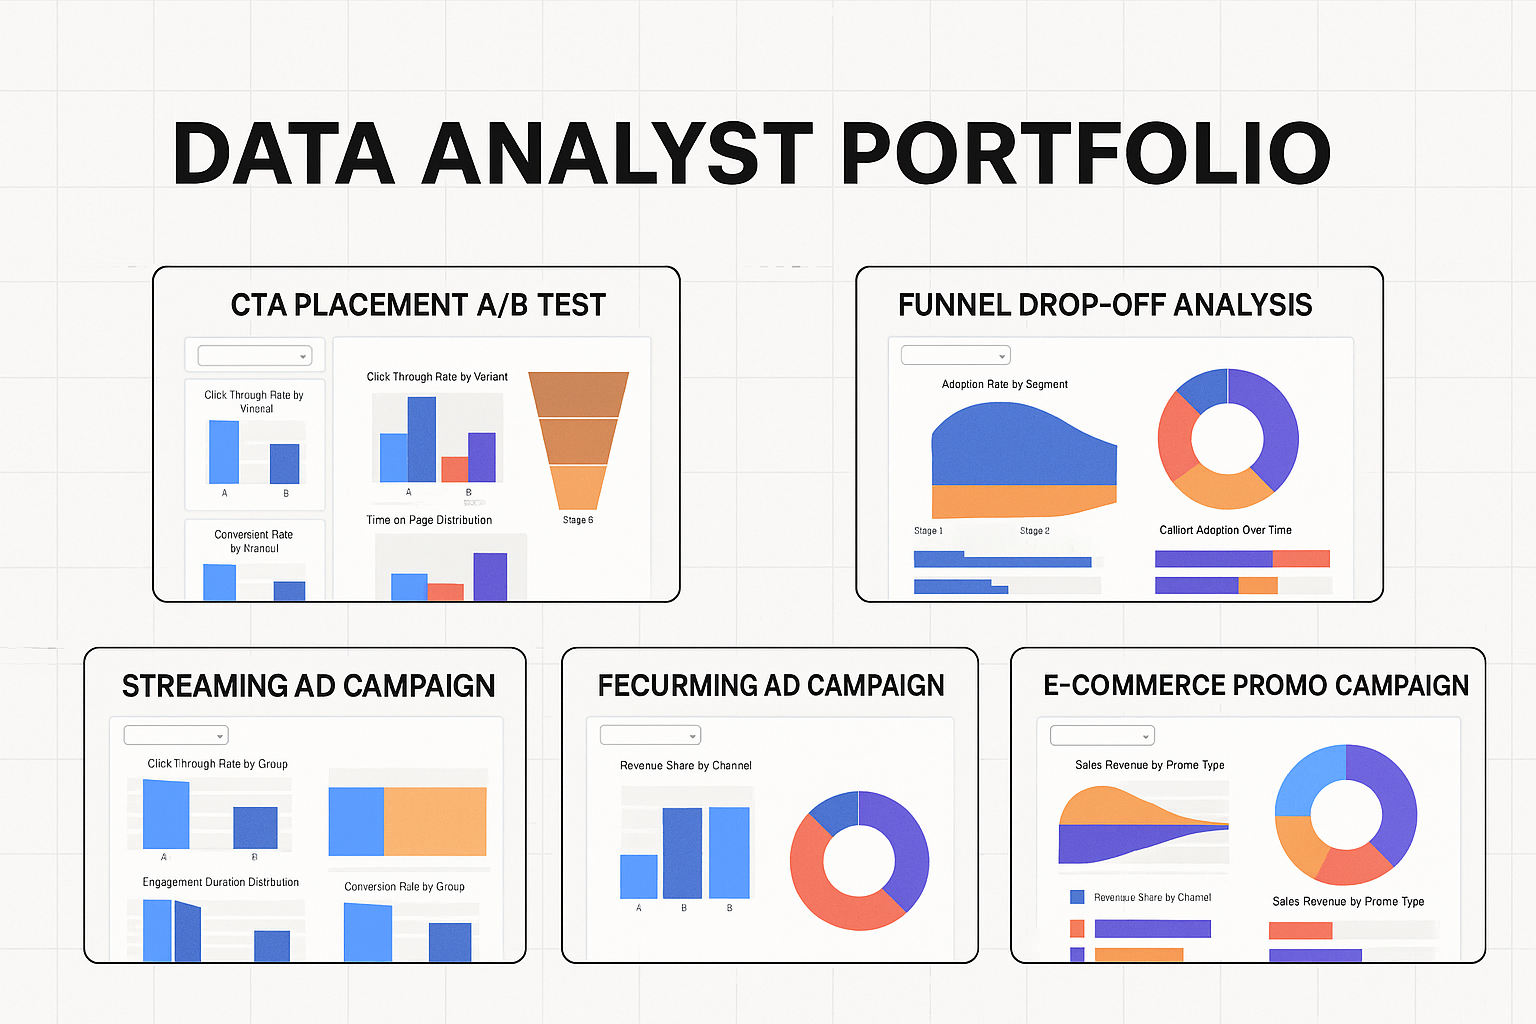 DATA ANALYST PORTFOLIO
CTA PLACEMENT A/B TEST
Click Through Rate by
Vinenal
A
B
Conversient Rate
by Nranoul
Click Through Rate by Variant
A
B
Stage 6
Time on Page Distribution
FUNNEL DROP-OFF ANALYSIS
Adoption Rate by Segment
Stage 1
Stage 2
Calliort Adoption Over Time
STREAMING AD CAMPAIGN
Click Through Rate by Group
A
B
Engagement Duration Distrbution
Conversion Rale by Group
FECURMING AD CAMPAIGN
Revenue Share by Channel
A
B
B
E-COMMERCE PROMO CAMPAIGN
Sales Revenue by Prome Type
Revenque Share by Chamel
Sales Revenue by Prome Type